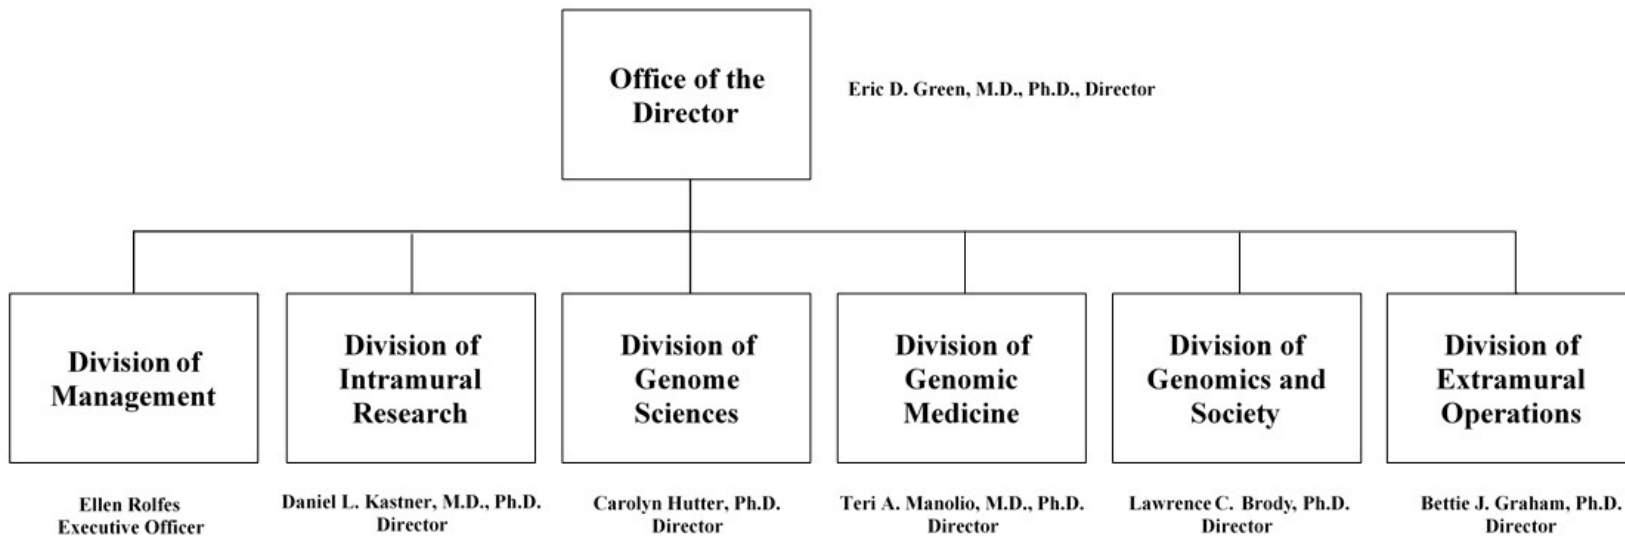 Office of the
Director
Eric D. Green, M.D., Ph.D., Director
Division of
Management
Division of
Intramural
Research
Division of
Genome
Sciences
Division of
Genomic
Medicine
Division of
Genomics and
Society
Division of
Extramural
Operations
Ellen Rolfes
Executive Officer
Daniel L. Kastner, M.D., Ph.D.
Director
Carolyn Hutter, Ph.D.
Director
Teri A. Manolio, M.D., Ph.D.
Director
Lawrence C. Brody, Ph.D.
Director
Bettie J. Graham, Ph.D.
Director